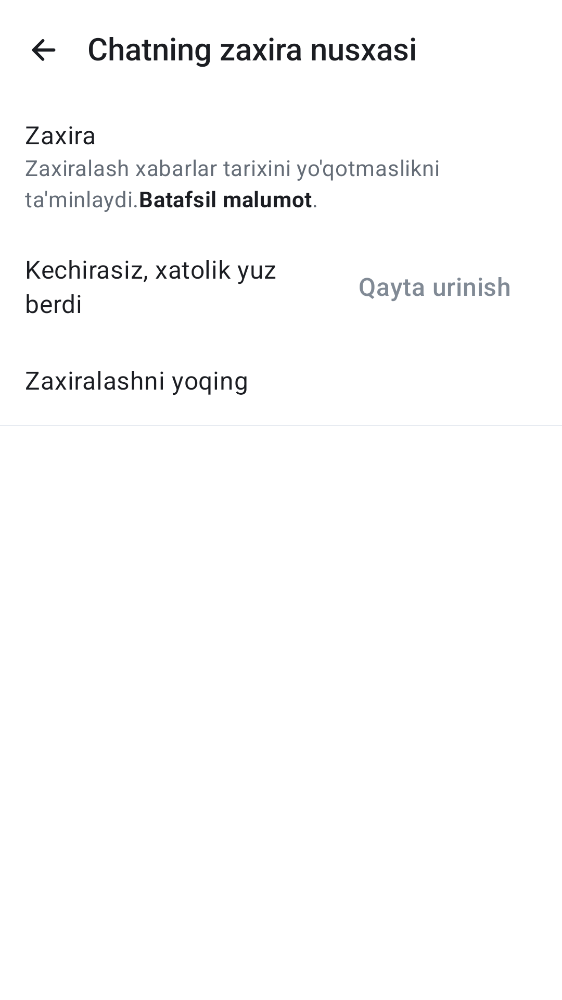 Chatning zaxira nusxasi
Zaxira
Zaxiralash xabarlar tarixini yo'qotmaslikni
ta'minlaydi.Batafsil malumot.
Kechirasiz, xatolik yuz
berdi
Qayta urinish
Zaxiralashni yoqing